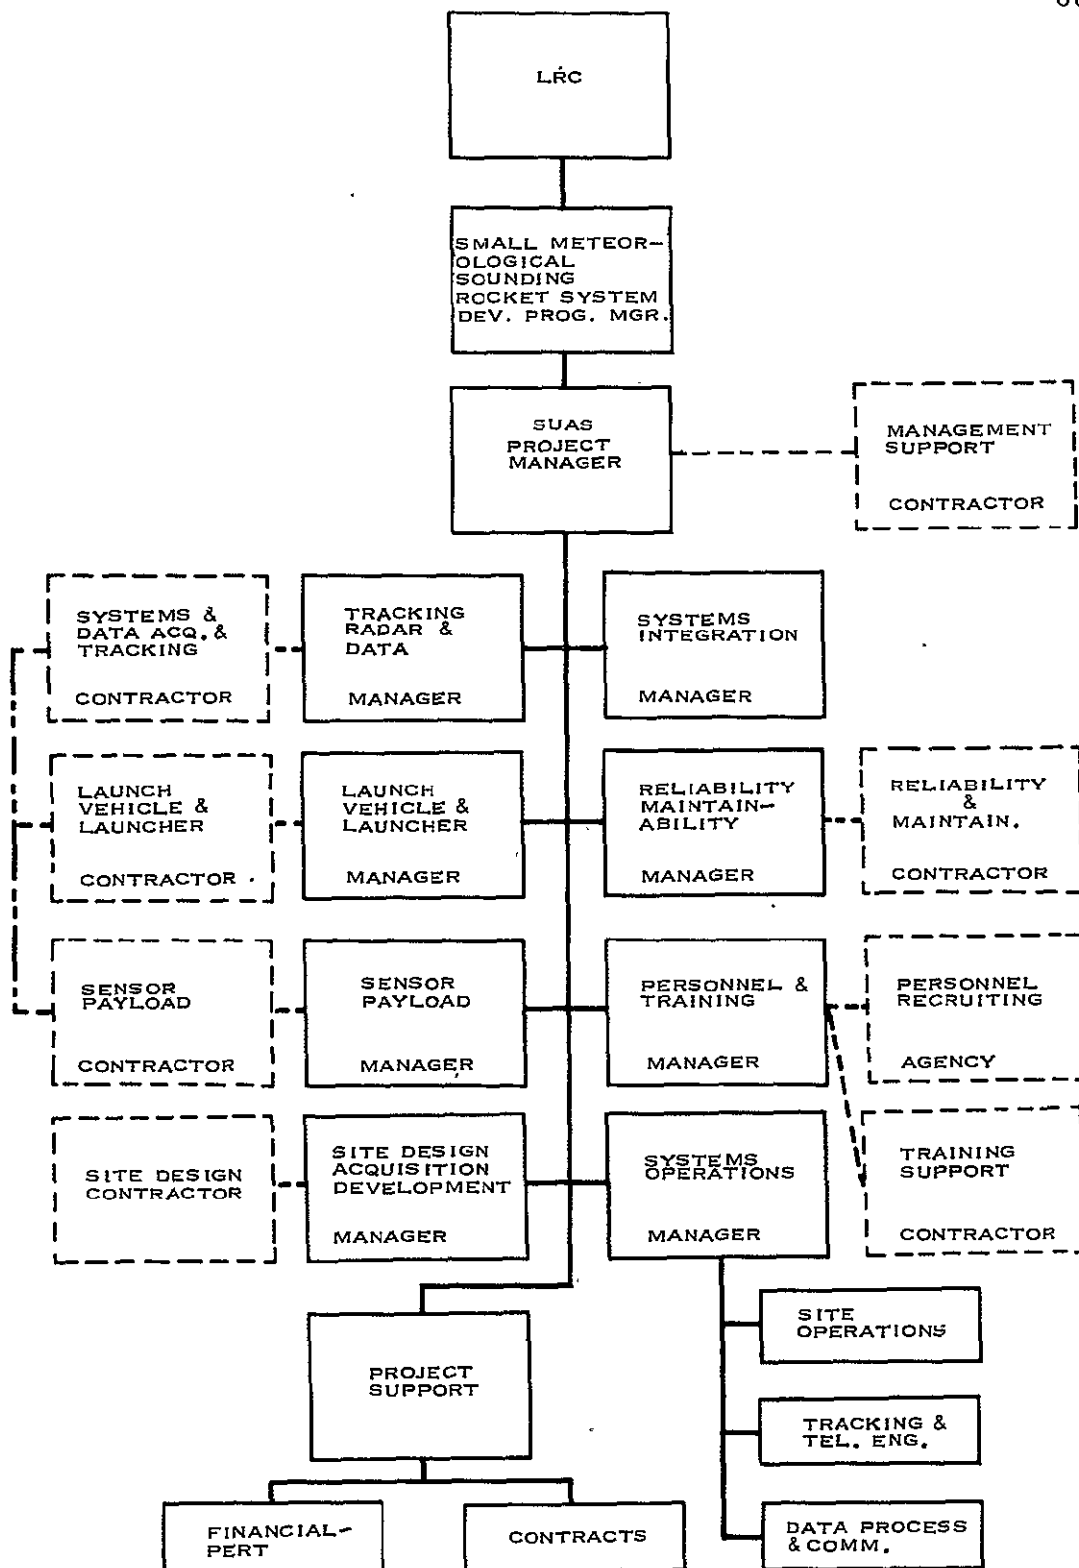 LRC
SMALL METEOR-
OLOGICAL
SOUNDING
ROCKET SYSTEM
DEV. PROG. MGR.
SUAS
PROJECT
MANAGER
MANAGEMENT
SUPPORT
CONTRACTOR
SYSTEMS &
DATA ACQ. &
TRACKING
CONTRACTOR
TRACKING
RADAR &
DATA
MANAGER
SYSTEMS
INTEGRATION
MANAGER
LAUNCH
VEHICLE &
LAUNCHER
CONTRACTOR
LAUNCH
VEHICLE &
LAUNCHER
MANAGER
RELIABILITY
MAINTAIN-
ABILITY
MANAGER
RELIABILITY
&
MAINTAIN.
CONTRACTOR
SENSOR
PAYLOAD
CONTRACTOR
SENSOR
PAYLOAD
MANAGER
PERSONNEL &
TRAINING
MANAGER
PERSONNEL
RECRUITING
AGENCY
SITE DESIGN
CONTRACTOR
SITE DESIGN
ACQUISITION
DEVELOPMENT
MANAGER
SYSTEMS
OPERATIONS
MANAGER
TRAINING
SUPPORT
CONTRACTOR
PROJECT
SUPPORT
SITE
OPERATIONS
TRACKING &
TEL. ENG.
FINANCIAL-
PERT
CONTRACTS
DATA PROCESS
& COMM.